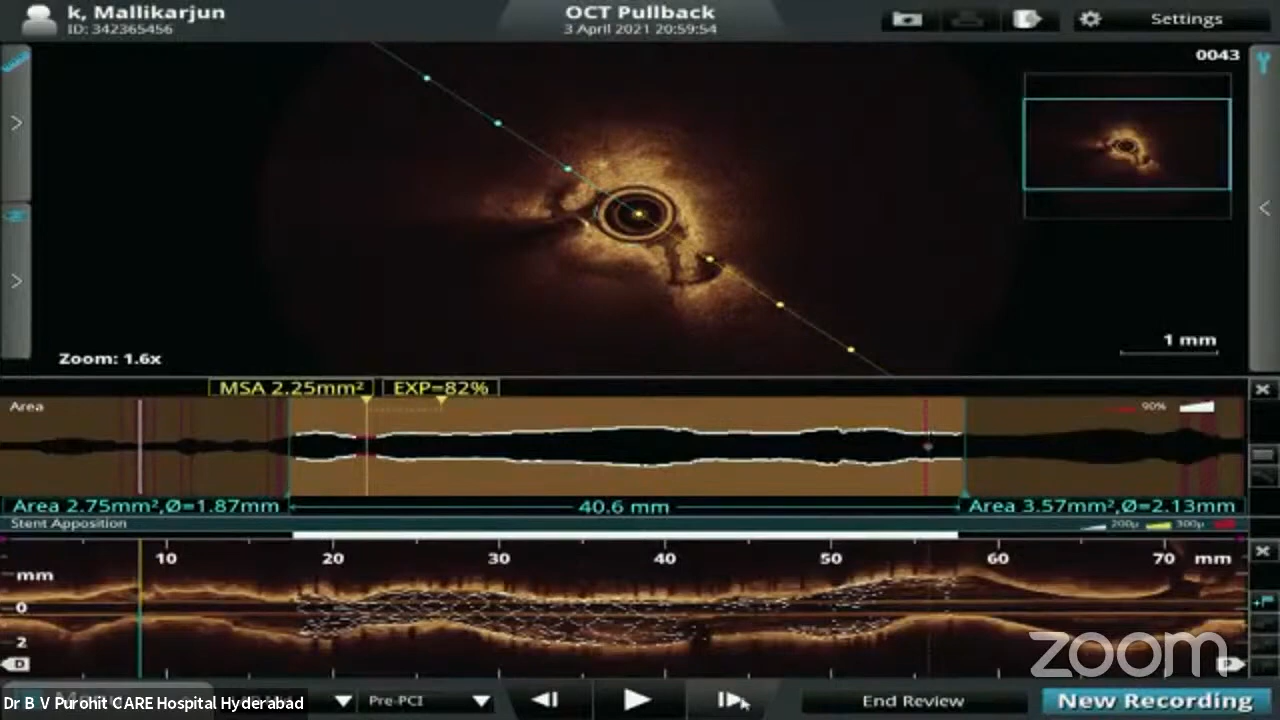 k, Mallikarjun
ID: 342365456
OCT Pullback
3 April 2021 20:59:54
Settings
0043
1 mm
Zoom: 1.6x
MSA 2.25mm² EXP=82%
Area
90%
Area 2.75mm²,Ø=1.87mm
40.6 mm
Area 3.57mm²,Ø=2.13mm
Stent Apposition
200µ 300µ
10 20 30 40 50 60 70 mm
mm
0
2
D
zoom
Dr B V Purohit CARE Hospital Hyderabad
Pre-PCI
End Review
New Recording